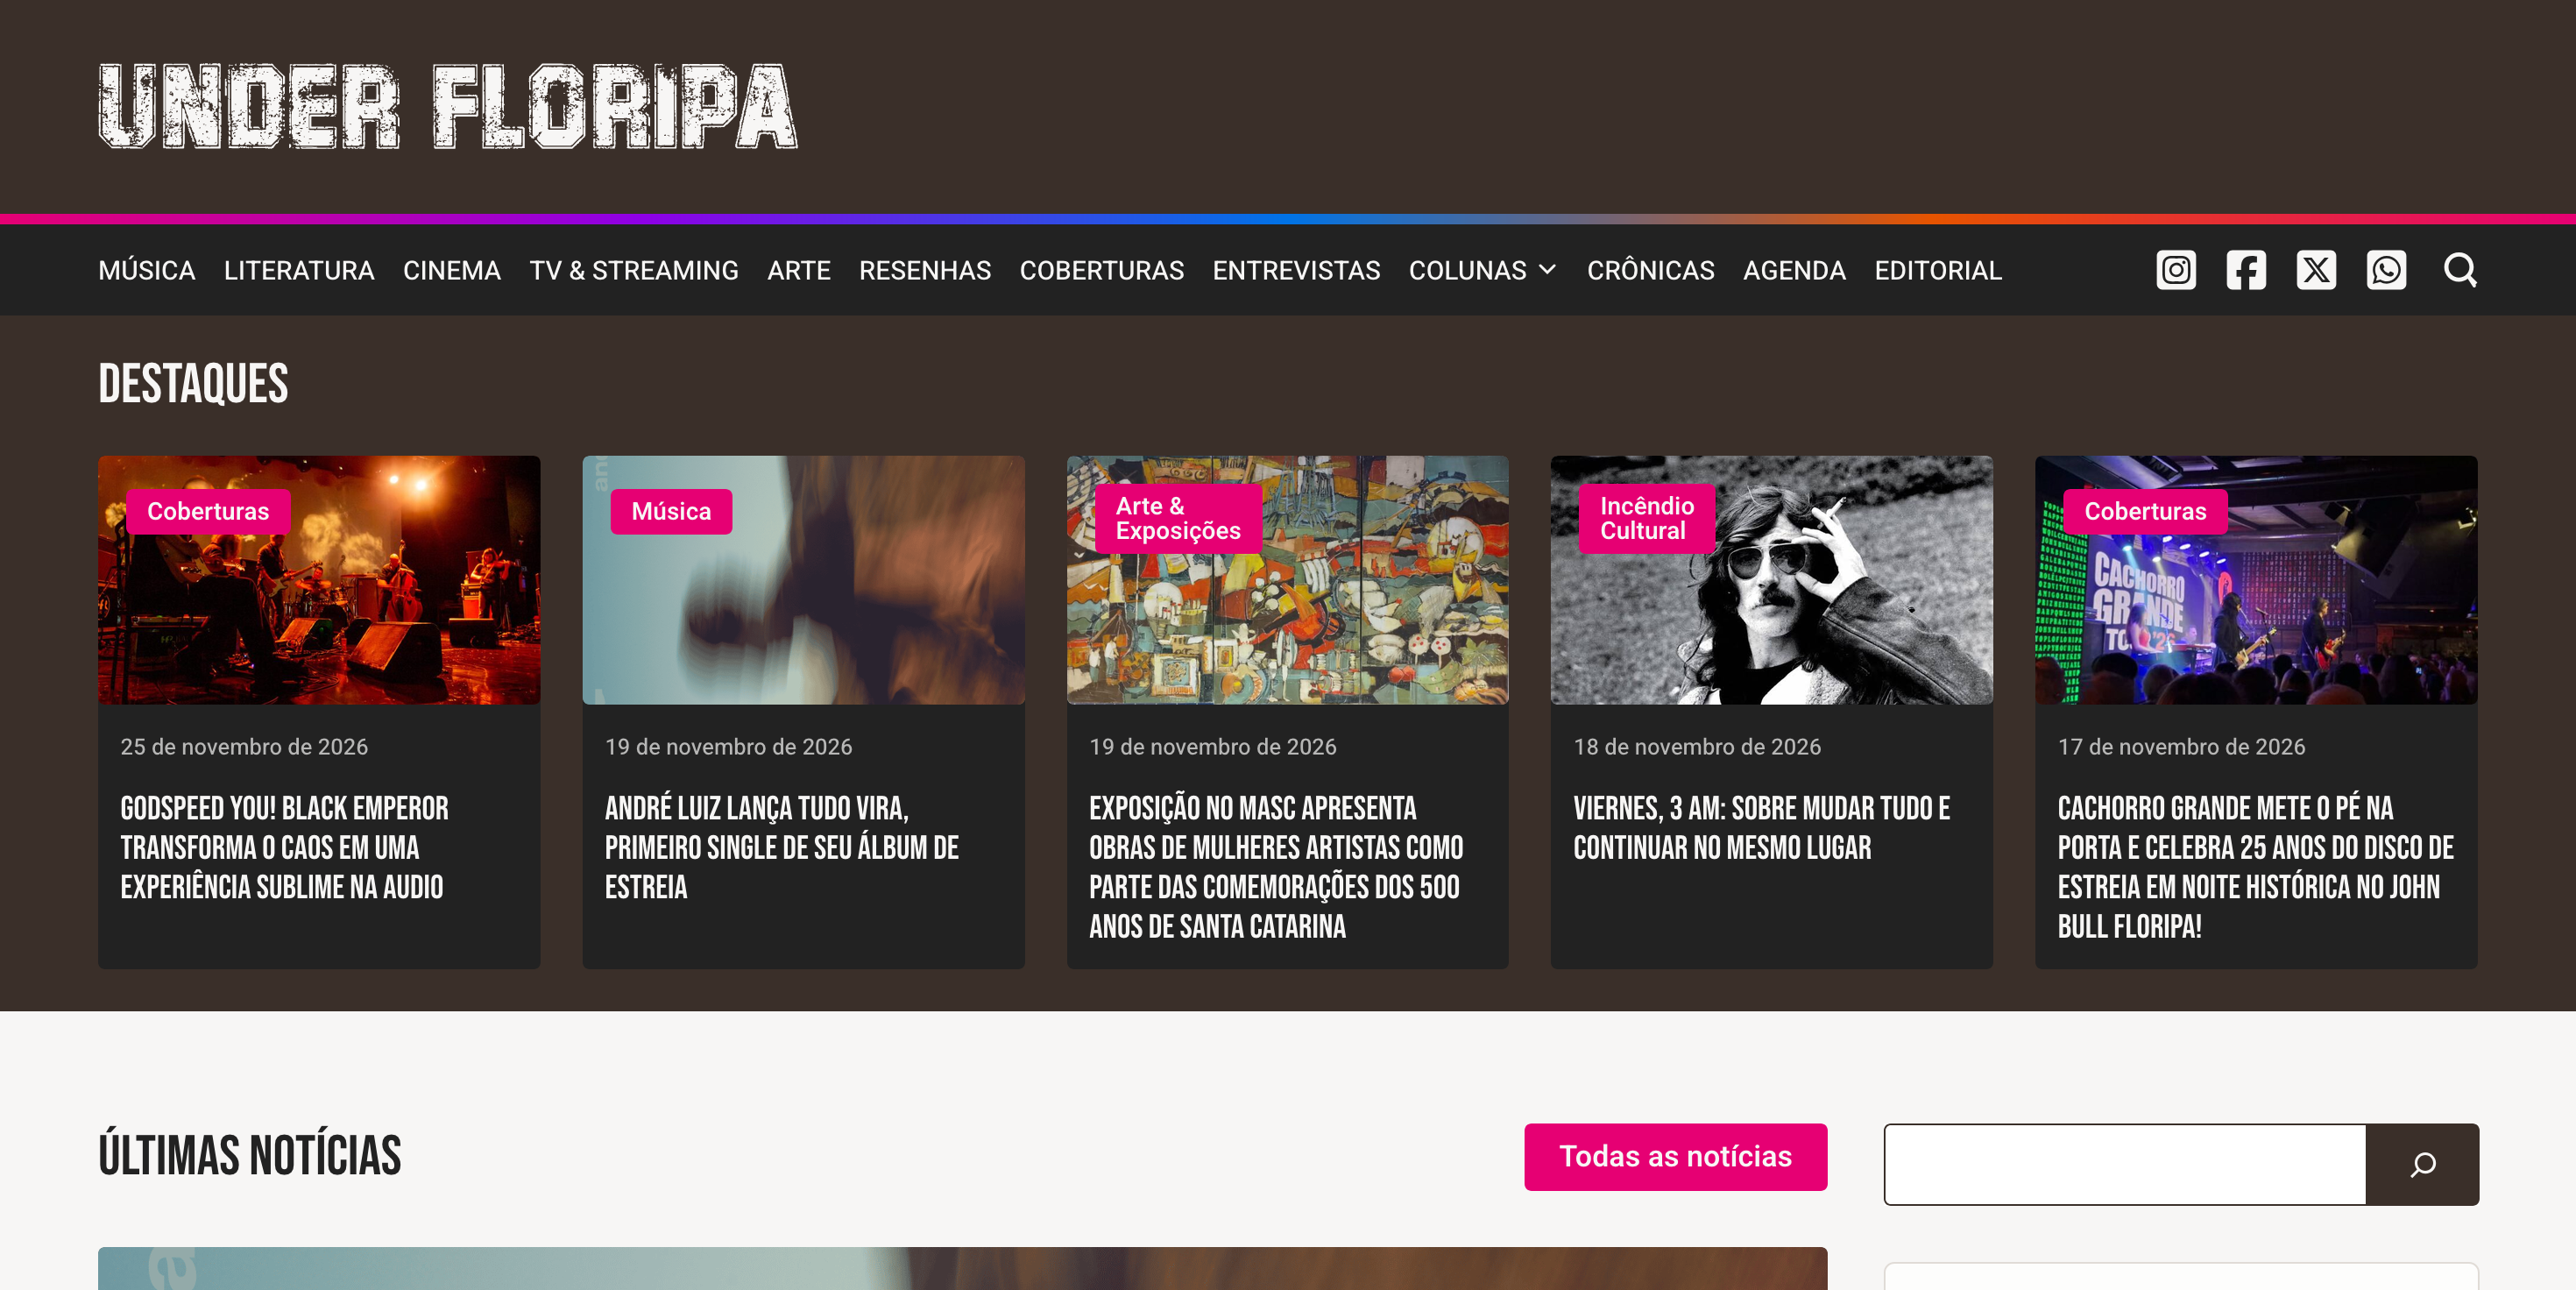 UNDER FLORIPA
MÚSICA LITERATURA CINEMA TV & STREAMING ARTE RESENHAS COBERTURAS ENTREVISTAS COLUNAS CRÔNICAS AGENDA EDITORIAL
DESTAQUES
Coberturas
25 de novembro de 2026
GODSPEED YOU! BLACK EMPEROR
TRANSFORMA O CAOS EM UMA
EXPERIÊNCIA SUBLIME NA AUDIO
Música
19 de novembro de 2026
ANDRÉ LUIZ LANÇA TUDO VIRA,
PRIMEIRO SINGLE DE SEU ÁLBUM DE
ESTREIA
Arte &
Exposições
19 de novembro de 2026
EXPOSIÇÃO NO MASC APRESENTA
OBRAS DE MULHERES ARTISTAS COMO
PARTE DAS COMEMORAÇÕES DOS 500
ANOS DE SANTA CATARINA
Incêndio
Cultural
18 de novembro de 2026
VIERNES, 3 AM: SOBRE MUDAR TUDO E
CONTINUAR NO MESMO LUGAR
Coberturas
CACHORRO
GRANDE
17 de novembro de 2026
CACHORRO GRANDE METE O PÉ NA
PORTA E CELEBRA 25 ANOS DO DISCO DE
ESTREIA EM NOITE HISTÓRICA NO JOHN
BULL FLORIPA!
ÚLTIMAS NOTÍCIAS
Todas as notícias